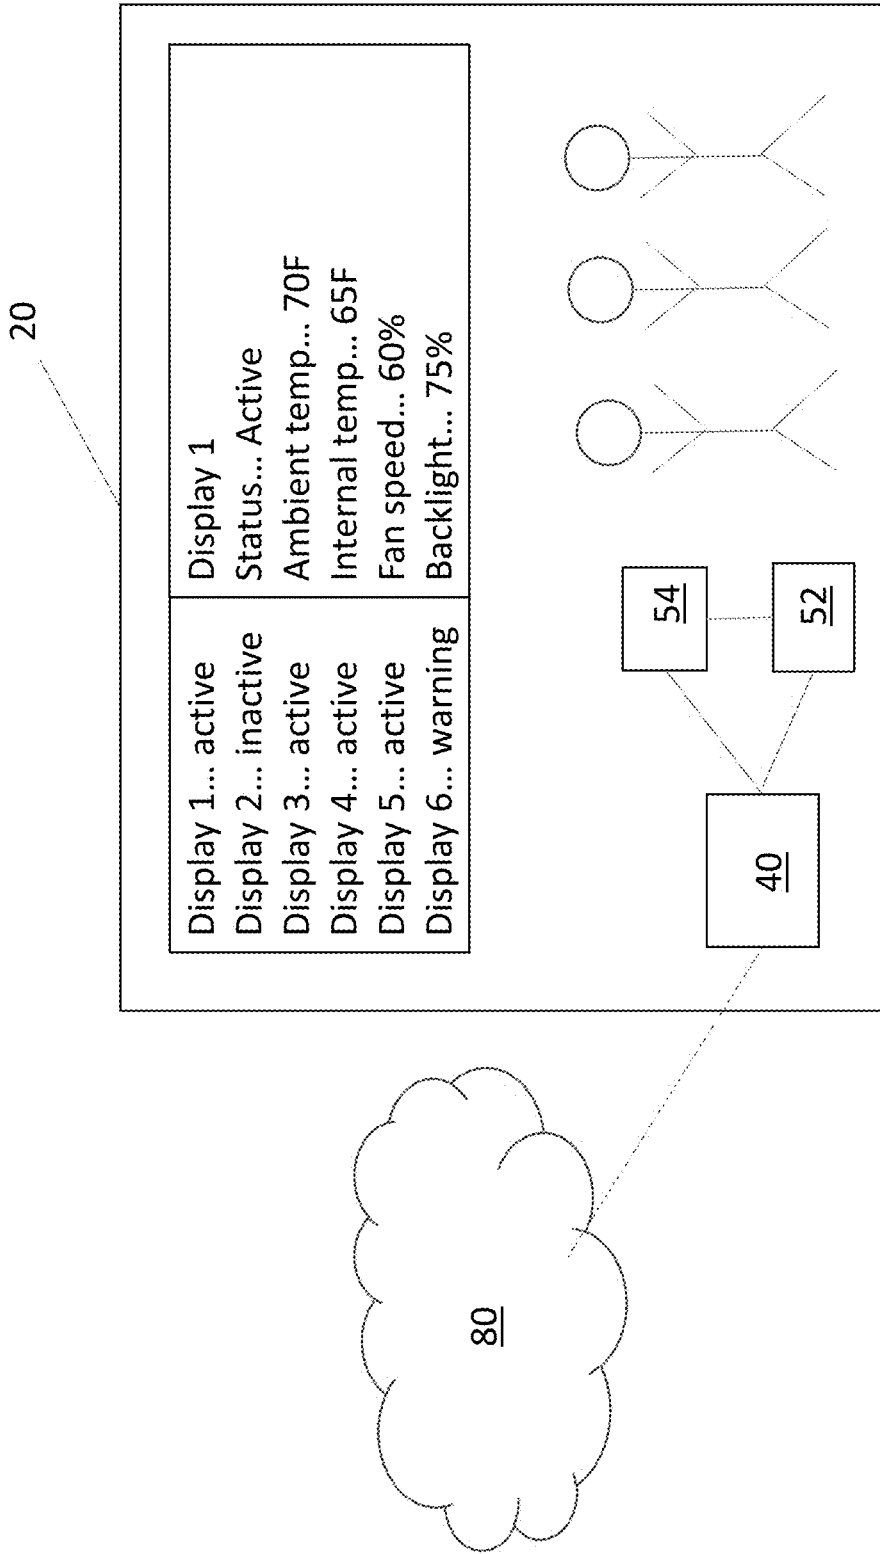 20
Display 1... active
Display 2... inactive
Display 3... active
Display 4... active
Display 5... active
Display 6... warning
Display 1
Status... Active
Ambient temp... 70F
Internal temp... 65F
Fan speed... 60%
Backlight... 75%
80
40
54
52